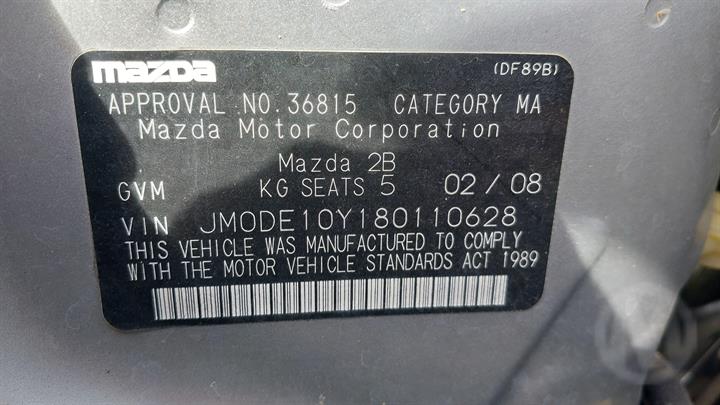 mazda (DF89B)
APPROVAL NO.36815 CATEGORY MA
Mazda Motor Corporation
Mazda 2B
GVM KG SEATS 5 02/08
VIN JM0DE10Y180110628
THIS VEHICLE WAS MANUFACTURED TO COMPLY
WITH THE MOTOR VEHICLE STANDARDS ACT 1989